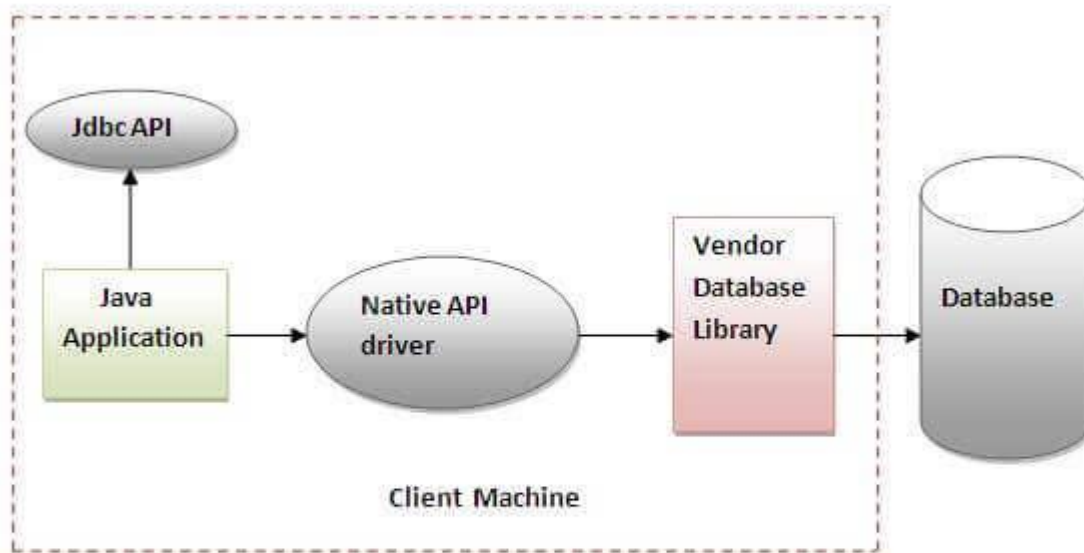 Jdbc API
Java
Application
Native API
driver
Vendor
Database
Library
Database
Client Machine